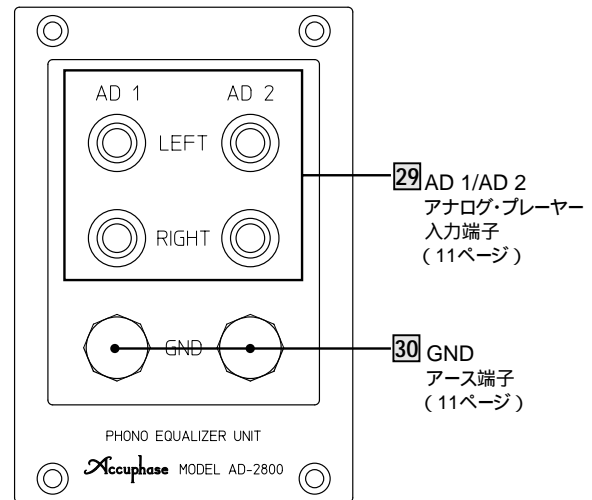 AD 1 AD 2
LEFT
RIGHT
GND
PHONO EQUALIZER UNIT
Accuphase MODEL AD-2800
29 AD 1/AD 2
アナログ・プレーヤー
入力端子
( 11ページ )
30 GND
アース端子
( 11ページ )